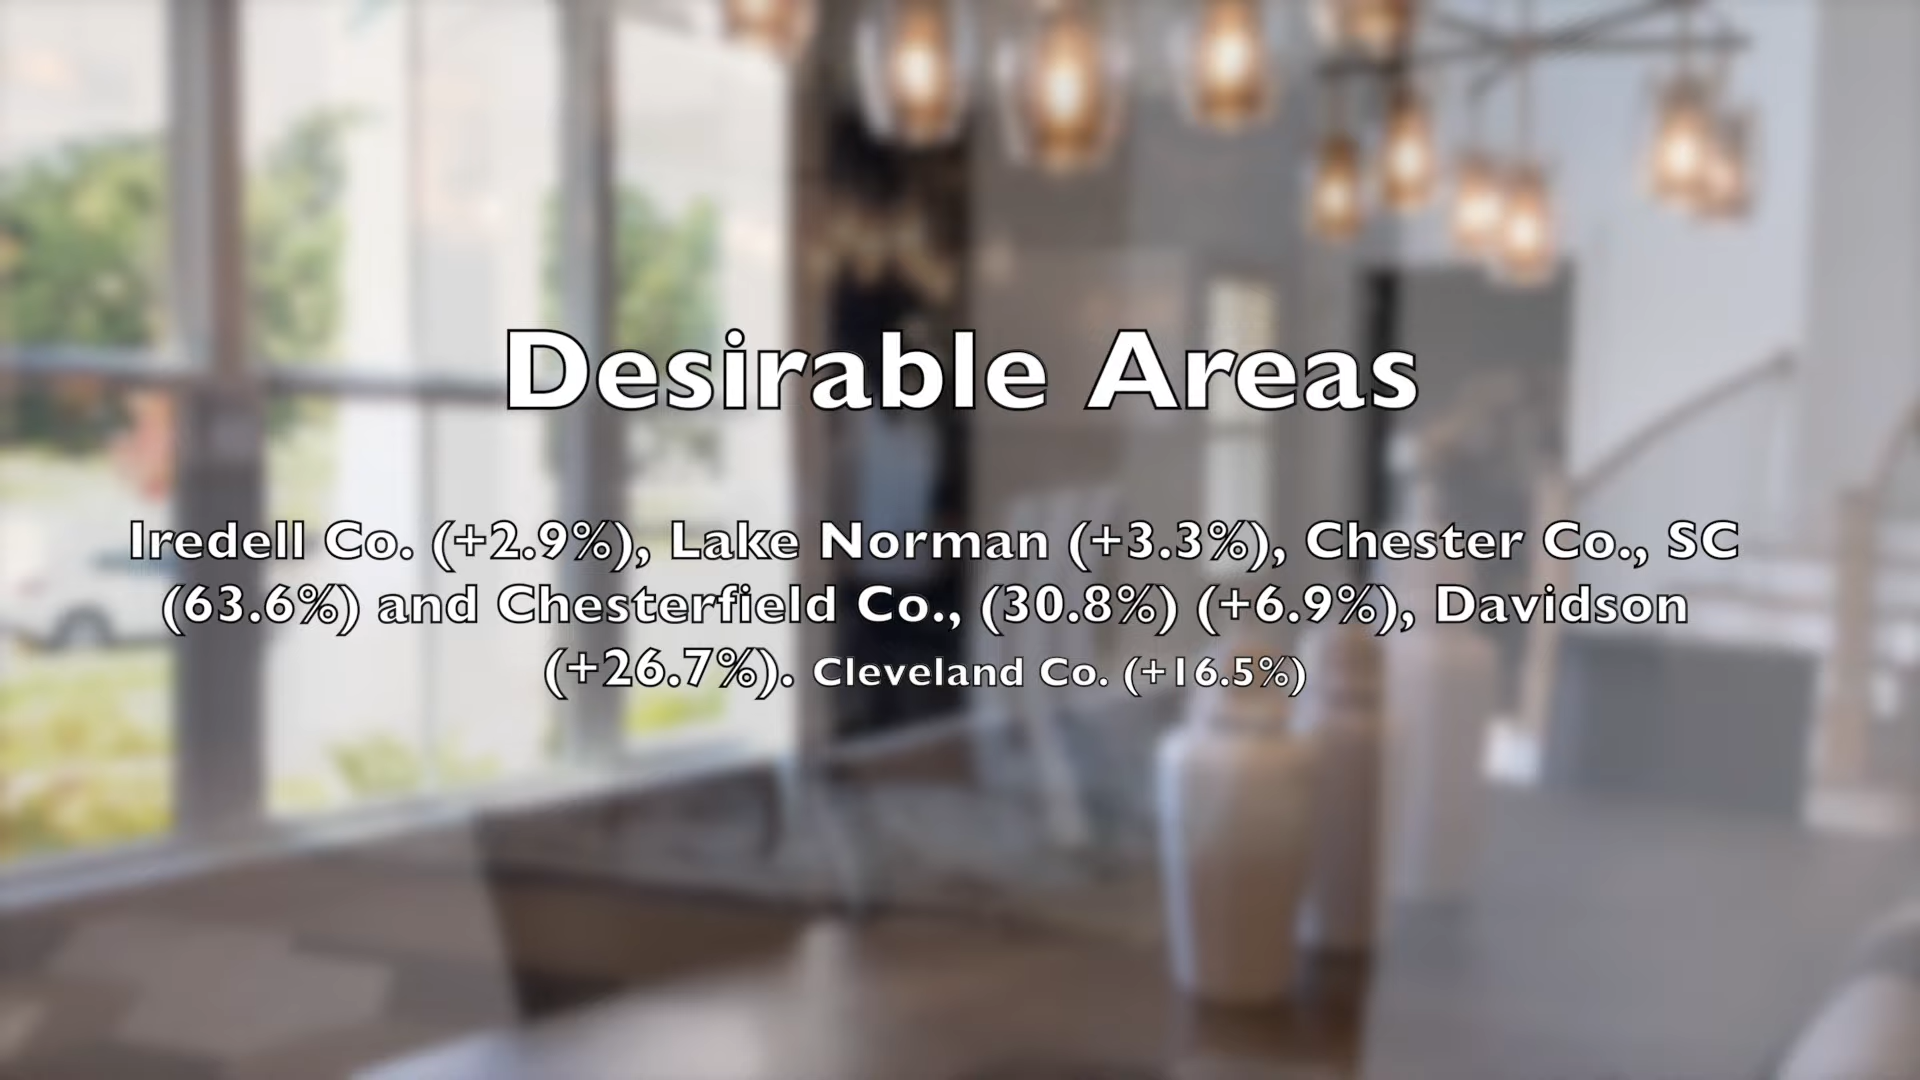 Desirable Areas
Iredell Co. (+2.9%), Lake Norman (+3.3%), Chester Co., SC
(63.6%) and Chesterfield Co., (30.8%) (+6.9%), Davidson
(+26.7%). Cleveland Co. (+16.5%)